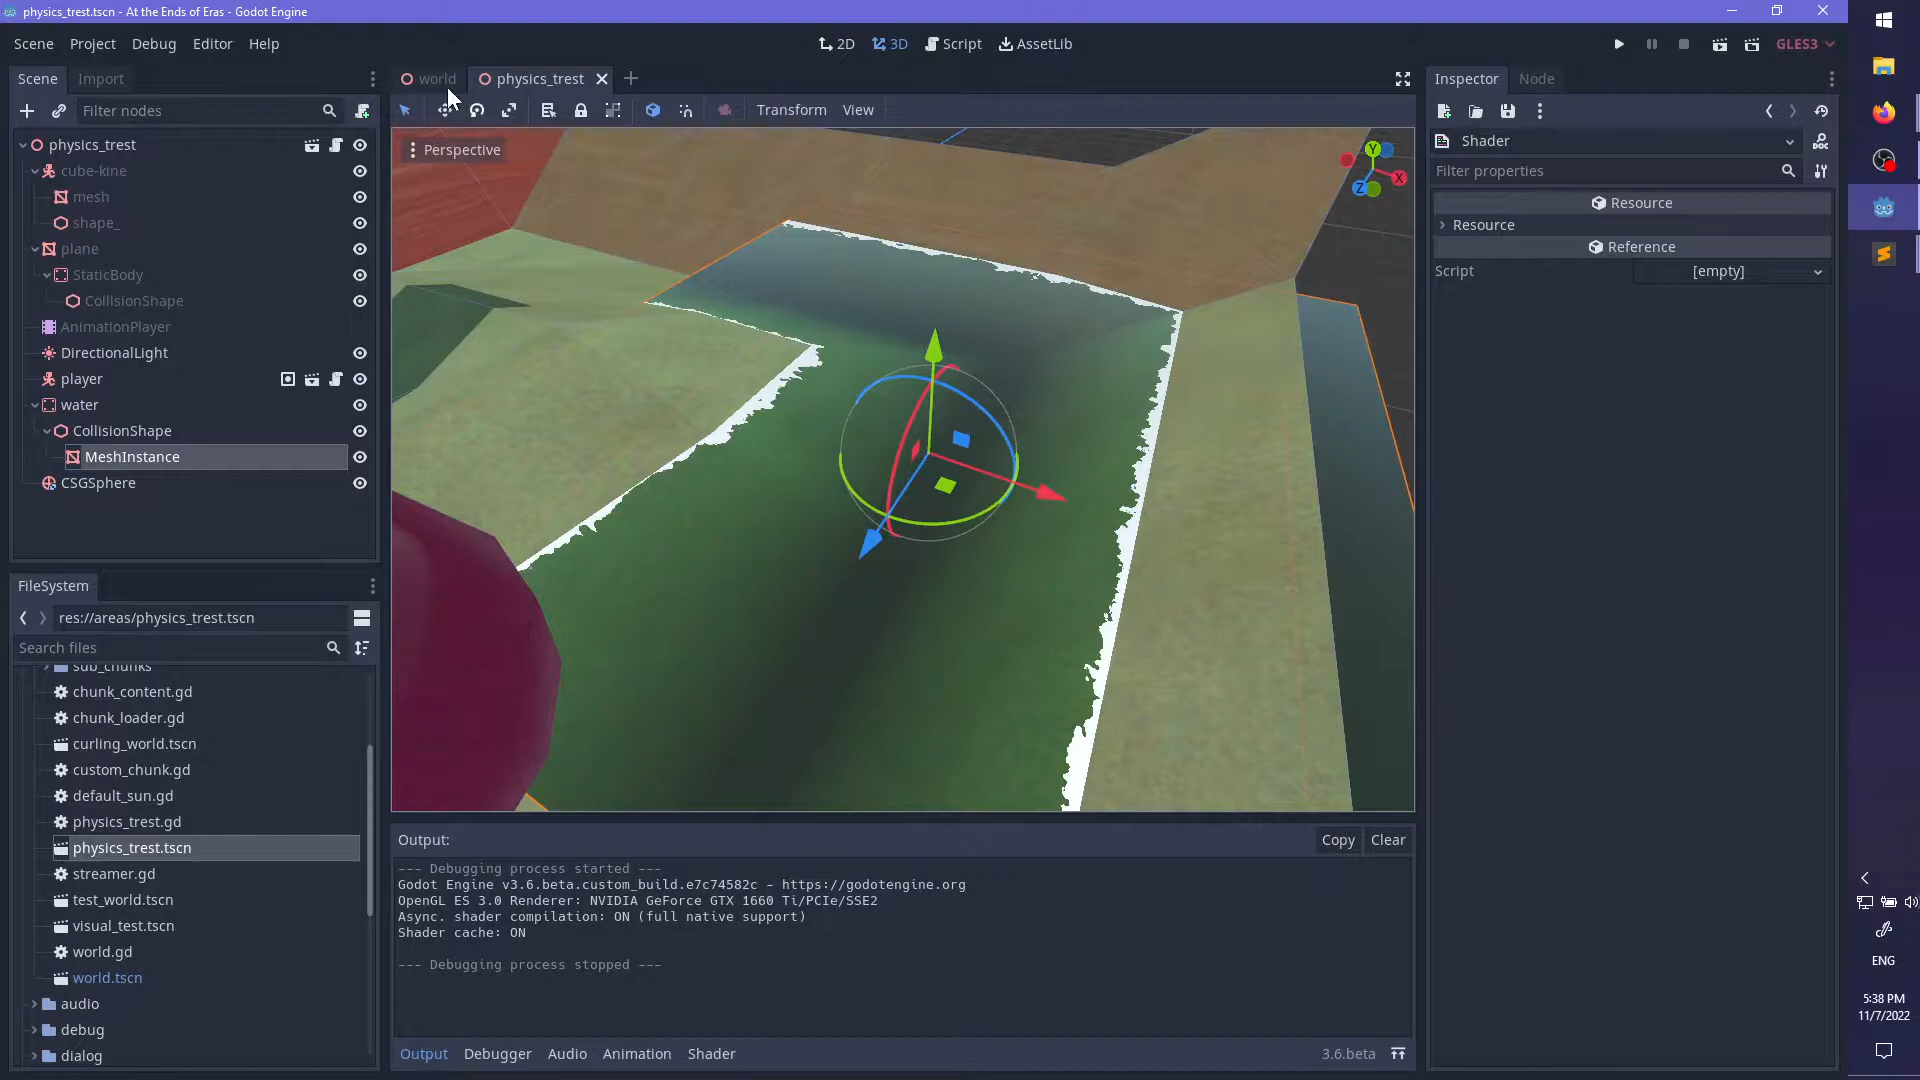 physics_trest.tscn - At the Ends of Eras - Godot Engine
Scene Project Debug Editor Help
2D 3D Script AssetLib
GLES3
Scene Import
world physics_trest
Inspector Node
Filter nodes
Transform View
physics_trest
cube-kine
mesh
shape_
plane
StaticBody
CollisionShape
AnimationPlayer
DirectionalLight
player
water
CollisionShape
MeshInstance
CSGSphere
Perspective
Y
X
Z
Shader
Filter properties
Resource
Resource
Reference
Script [empty]
FileSystem
res://areas/physics_trest.tscn
Search files
sub_chunks
chunk_content.gd
chunk_loader.gd
curling_world.tscn
custom_chunk.gd
default_sun.gd
physics_trest.gd
physics_trest.tscn
streamer.gd
test_world.tscn
visual_test.tscn
world.gd
world.tscn
audio
debug
dialog
Output: Copy Clear
--- Debugging process started ---
Godot Engine v3.6.beta.custom_build.e7c74582c - https://godotengine.org
OpenGL ES 3.0 Renderer: NVIDIA GeForce GTX 1660 Ti/PCIe/SSE2
Async. shader compilation: ON (full native support)
Shader cache: ON
--- Debugging process stopped ---
Output Debugger Audio Animation Shader 3.6.beta
ENG
5:38 PM
11/7/2022